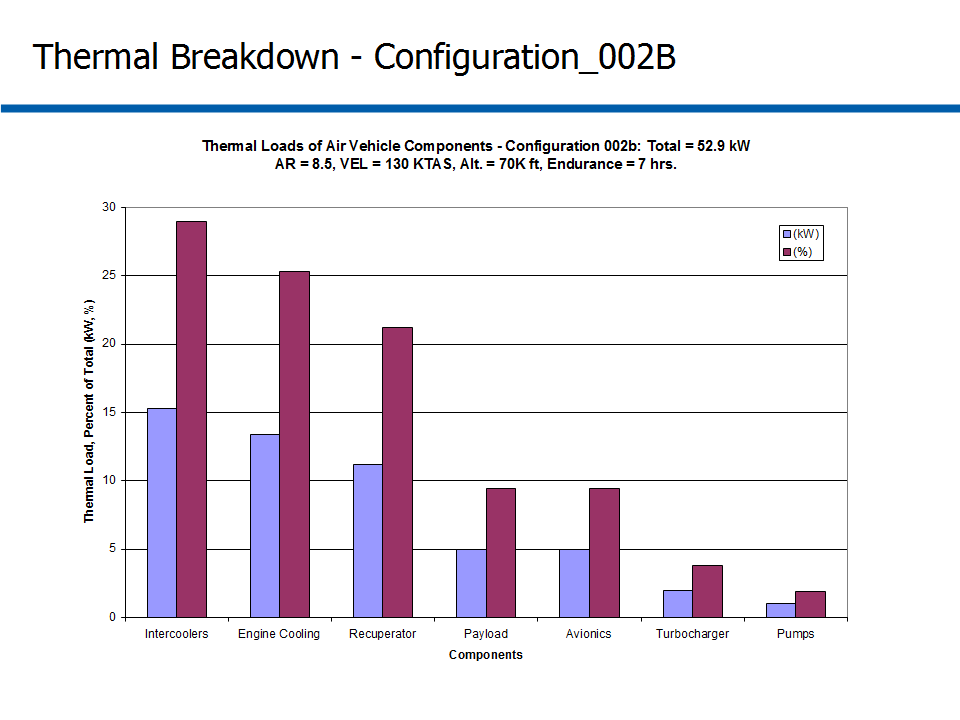 Thermal Breakdown - Configuration_002B
Thermal Loads of Air Vehicle Components - Configuration 002b: Total = 52.9 kW
AR = 8.5, VEL = 130 KTAS, Alt. = 70K ft, Endurance = 7 hrs.
Thermal Load, Percent of Total (kW, %)
30
25
20
15
10
5
0
(kW)
(%)
Intercoolers
Engine Cooling
Recuperator
Payload
Avionics
Turbocharger
Pumps
Components